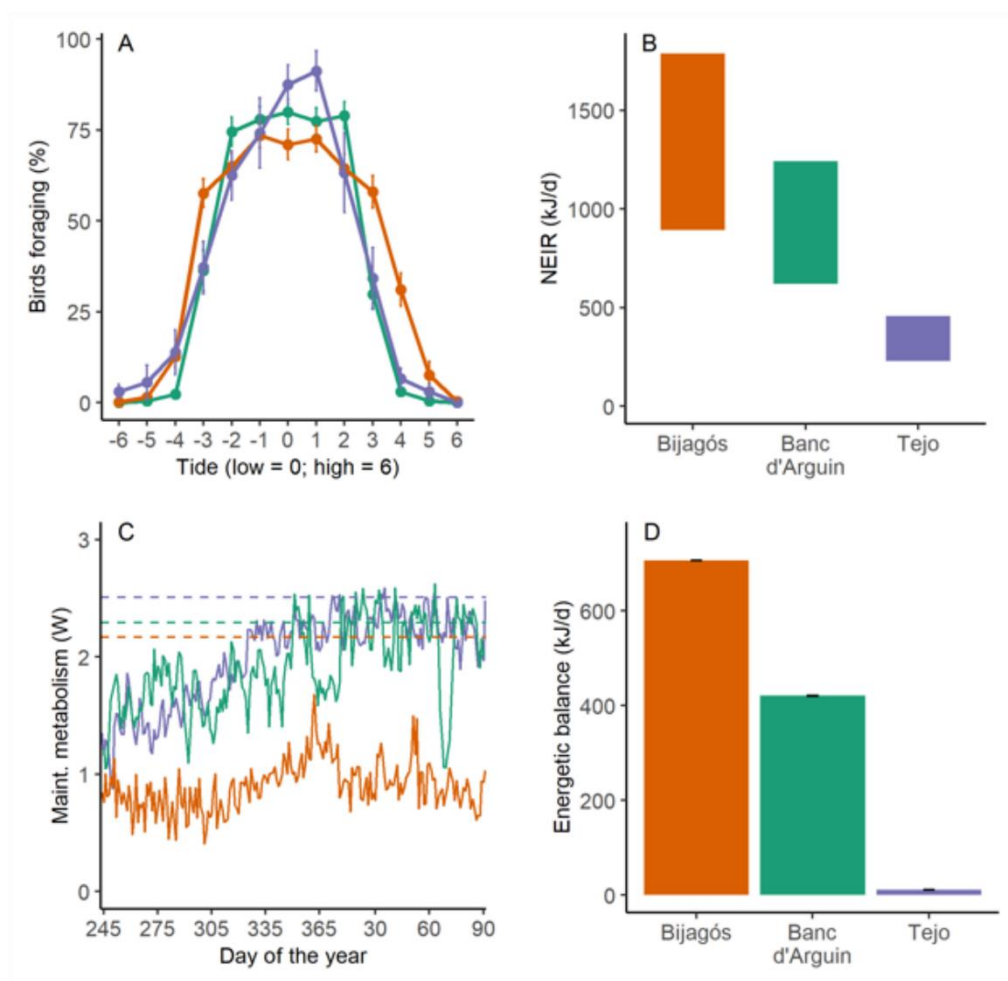 A
100
75
50
25
0
Birds foraging (%)
-6 -5 -4 -3 -2 -1 0 1 2 3 4 5 6
Tide (low = 0; high = 6)
B
1500
1000
500
0
NEIR (kJ/d)
Bijagós Banc d'Arguin Tejo
C
3
2
1
0
Maint. metabolism (W)
245 275 305 335 365 30 60 90
Day of the year
D
600
400
200
0
Energetic balance (kJ/d)
Bijagós Banc d'Arguin Tejo